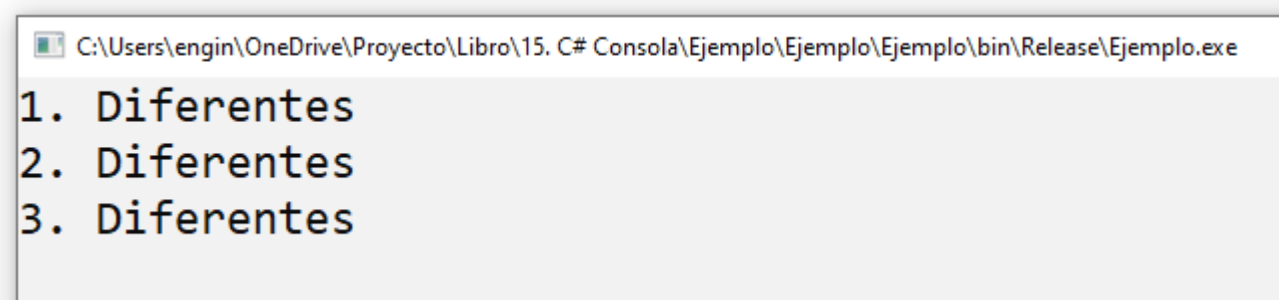 C:\Users\engin\OneDrive\Proyecto\Libro\15. C# Consola\Ejemplo\Ejemplo\Ejemplo\bin\Release\Ejemplo.exe
1. Diferentes
2. Diferentes
3. Diferentes